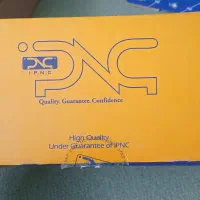 iPNC
iPNC
I P N C
Quality. Guarantee. Confidence
High Quality
Under Guarantee of iPNC